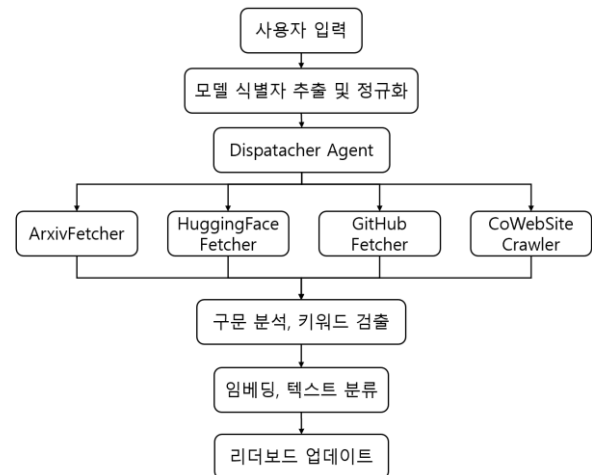 사용자 입력
모델 식별자 추출 및 정규화
Dispatacher Agent
ArxivFetcher
HuggingFace
Fetcher
GitHub
Fetcher
CoWebSite
Crawler
구문 분석, 키워드 검출
임베딩, 텍스트 분류
리더보드 업데이트